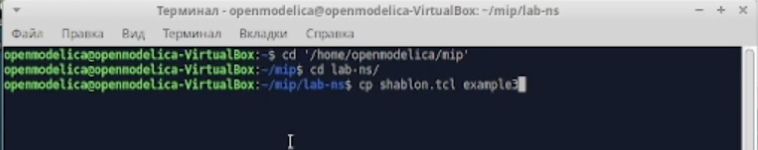 Терминал - openmodelica@openmodelica-VirtualBox: ~/mip/lab-ns
Файл Правка Вид Терминал Вкладки Справка
openmodelica@openmodelica-VirtualBox:~$ cd '/home/openmodelica/mip'
openmodelica@openmodelica-VirtualBox:~/mip$ cd lab-ns/
openmodelica@openmodelica-VirtualBox:~/mip/lab-ns$ cp shablon.tcl example3